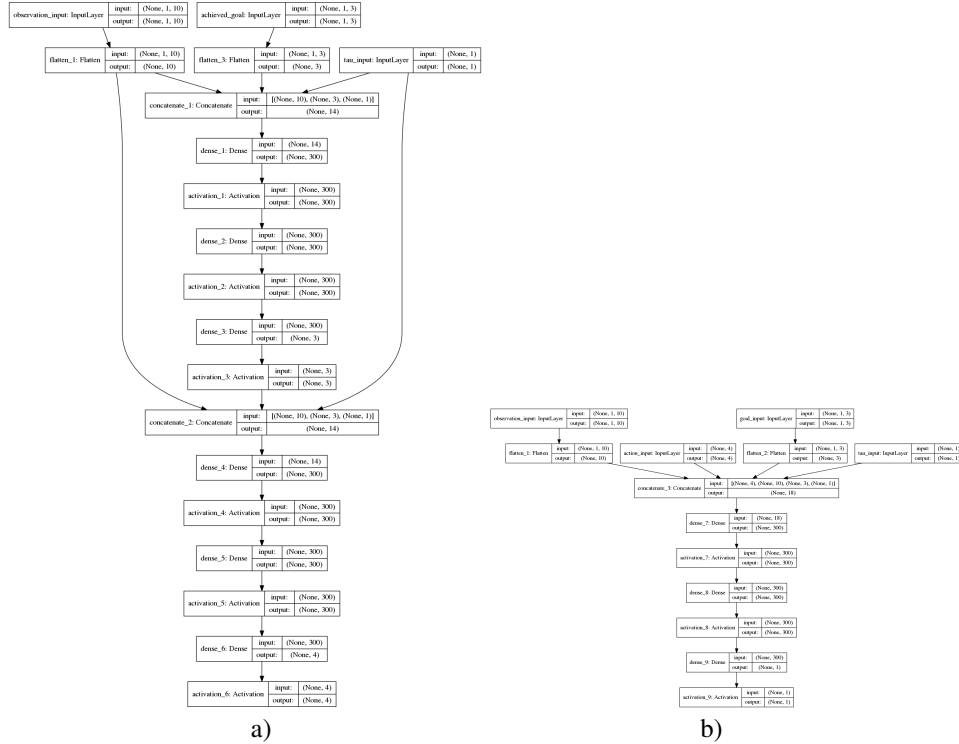 observation_input: InputLayer input: (None, 1, 10)
output: (None, 1, 10)
achieved_goal: InputLayer input: (None, 1, 3)
output: (None, 1, 3)
flatten_1: Flatten input: (None, 1, 10)
output: (None, 10)
flatten_3: Flatten input: (None, 1, 3)
output: (None, 3)
tau_input: InputLayer input: (None, 1)
output: (None, 1)
concatenate_1: Concatenate input: [(None, 10), (None, 3), (None, 1)]
output: (None, 14)
dense_1: Dense input: (None, 14)
output: (None, 300)
activation_1: Activation input: (None, 300)
output: (None, 300)
dense_2: Dense input: (None, 300)
output: (None, 300)
activation_2: Activation input: (None, 300)
output: (None, 300)
dense_3: Dense input: (None, 300)
output: (None, 3)
activation_3: Activation input: (None, 3)
output: (None, 3)
concatenate_2: Concatenate input: [(None, 10), (None, 3), (None, 1)]
output: (None, 14)
dense_4: Dense input: (None, 14)
output: (None, 300)
activation_4: Activation input: (None, 300)
output: (None, 300)
dense_5: Dense input: (None, 300)
output: (None, 300)
activation_5: Activation input: (None, 300)
output: (None, 300)
dense_6: Dense input: (None, 300)
output: (None, 4)
activation_6: Activation input: (None, 4)
output: (None, 4)
a)
observation_input: InputLayer input: (None, 1, 10)
output: (None, 1, 10)
goal_input: InputLayer input: (None, 1, 3)
output: (None, 1, 3)
flatten_1: Flatten input: (None, 1, 10)
output: (None, 10)
action_input: InputLayer input: (None, 4)
output: (None, 4)
flatten_2: Flatten input: (None, 1, 3)
output: (None, 3)
tau_input: InputLayer input: (None, 1)
output: (None, 1)
concatenate_3: Concatenate input: [(None, 4), (None, 10), (None, 3), (None, 1)]
output: (None, 18)
dense_7: Dense input: (None, 18)
output: (None, 300)
activation_7: Activation input: (None, 300)
output: (None, 300)
dense_8: Dense input: (None, 300)
output: (None, 300)
activation_8: Activation input: (None, 300)
output: (None, 300)
dense_9: Dense input: (None, 300)
output: (None, 1)
activation_9: Activation input: (None, 1)
output: (None, 1)
b)